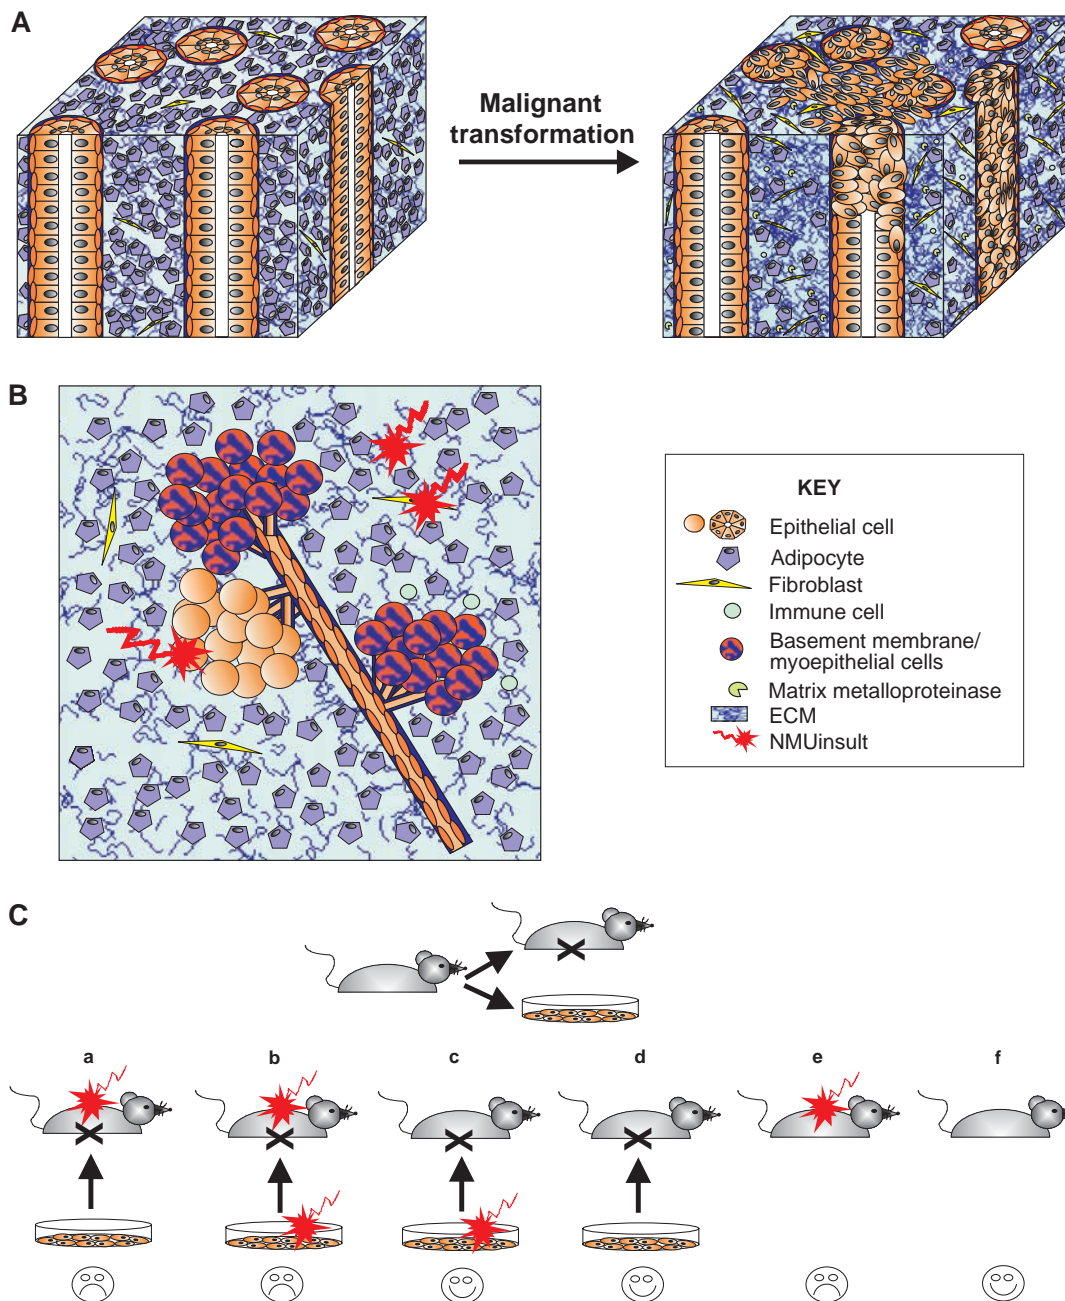 A
Malignant
transformation
B
KEY
Epithelial cell
Adipocyte
Fibroblast
Immune cell
Basement membrane/
myoepithelial cells
Matrix metalloproteinase
ECM
NMUinsult
C
a b c d e f